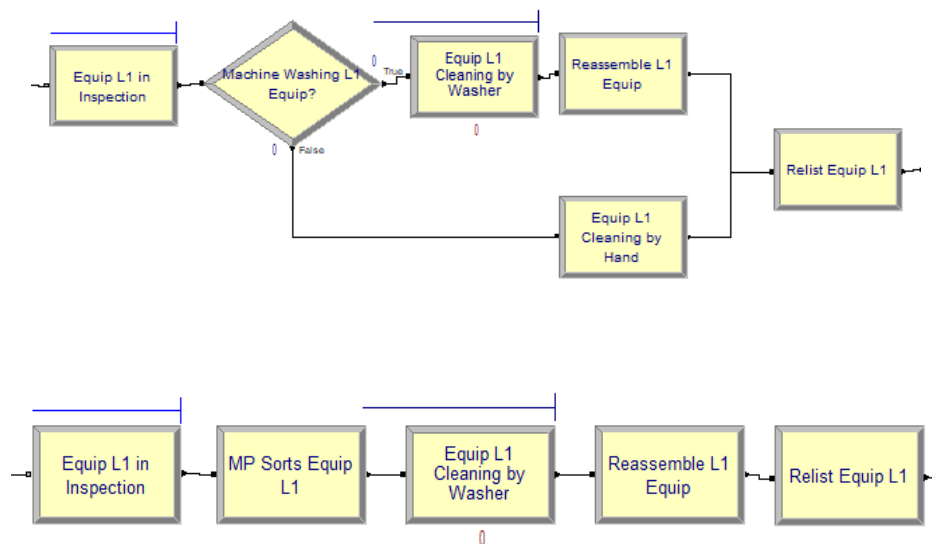 Equip L1 in
Inspection
Machine Washing L1
Equip?
0
True
0
False
Equip L1
Cleaning by
Washer
0
Reassemble L1
Equip
Equip L1
Cleaning by
Hand
Relist Equip L1
Equip L1 in
Inspection
MP Sorts Equip
L1
Equip L1
Cleaning by
Washer
0
Reassemble L1
Equip
Relist Equip L1